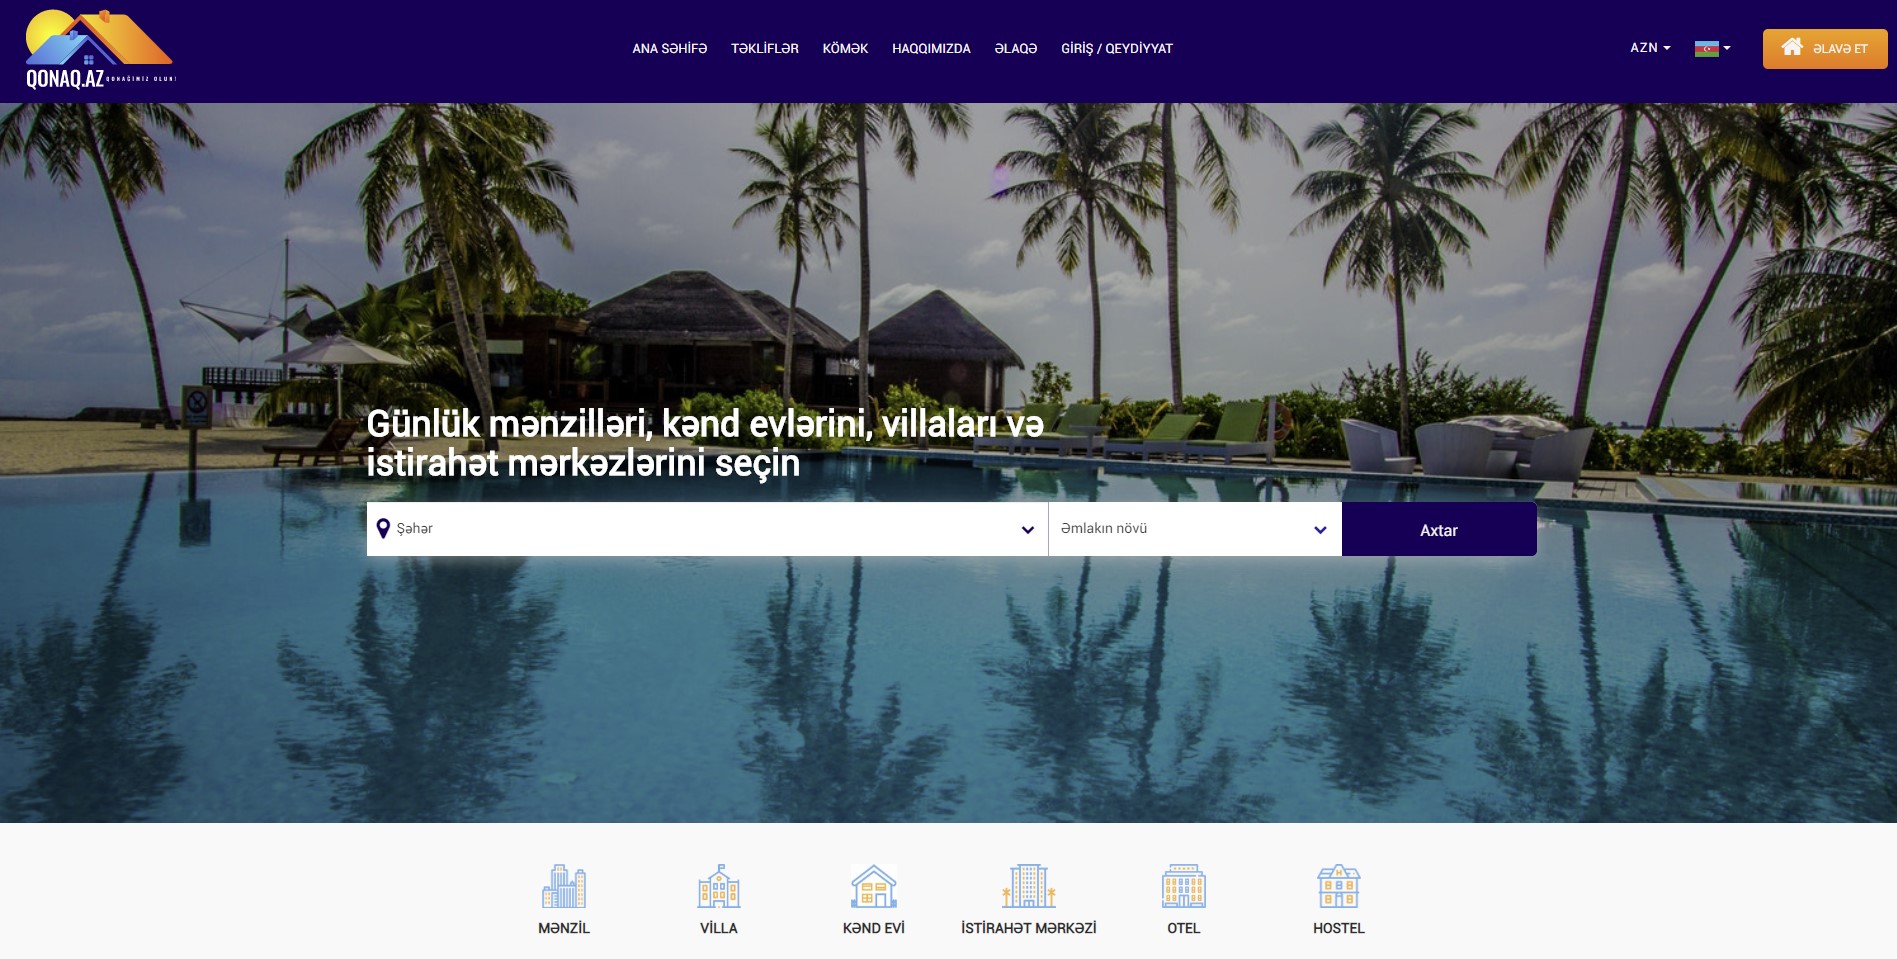 QONAQ.AZ QONAĞIMIZ OLUN!
ANA SƏHİFƏ TƏKLİFLƏR KÖMƏK HAQQIMIZDA ƏLAQƏ GİRİŞ / QEYDİYYAT
AZN
ƏLAVƏ ET
Günlük mənzilləri, kənd evlərini, villaları və
istirahət mərkəzlərini seçin
Şəhər
Əmlakın növü
Axtar
MƏNZİL VİLLA KƏND EVİ İSTİRAHƏT MƏRKƏZİ OTEL HOSTEL